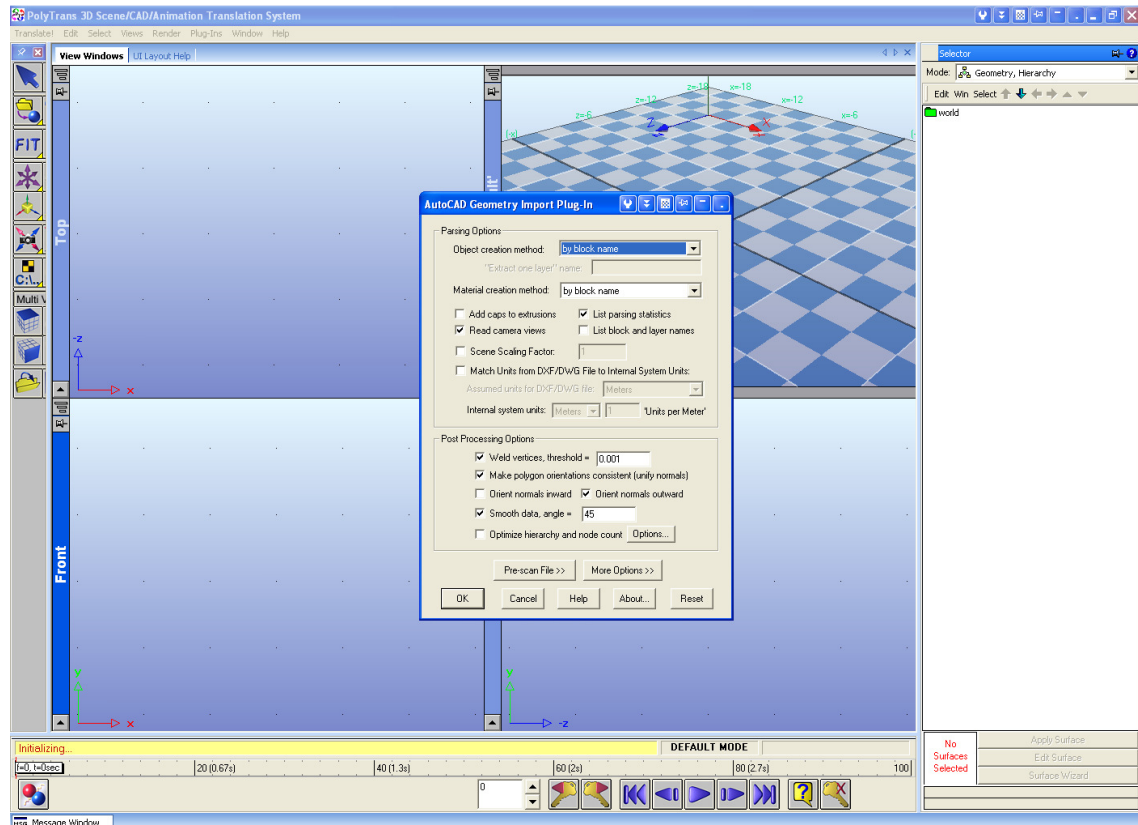 PolyTrans 3D Scene/CAD/Animation Translation System
Translate! Edit Select Views Render Plug-Ins Window Help
View Windows UI Layout Help
Selector
Mode: Geometry, Hierarchy
Edit Win Select
world
FIT
C:\..
Multi V
Top
Front
z=-6 z=-12 z=-18 x=-18 x=-12 x=-6
Z X
-z
x
y
x
y
-z
AutoCAD Geometry Import Plug-In
Parsing Options
Object creation method: by block name
"Extract one layer" name:
Material creation method: by block name
Add caps to extrusions List parsing statistics
Read camera views List block and layer names
Scene Scaling Factor: 1
Match Units from DXF/DWG File to Internal System Units:
Assumed units for DXF/DWG file: Meters
Internal system units: Meters 1 'Units per Meter'
Post Processing Options
Weld vertices, threshold = 0.001
Make polygon orientations consistent (unify normals)
Orient normals inward Orient normals outward
Smooth data, angle = 45
Optimize hierarchy and node count Options...
Pre-scan File >> More Options >>
OK Cancel Help About... Reset
Initializing... DEFAULT MODE
f=0, t=0sec 20 (0.67s) 40 (1.3s) 60 (2s) 80 (2.7s) 100
0
No Surfaces Selected
Apply Surface
Edit Surface
Surface Wizard
MSG Message Window